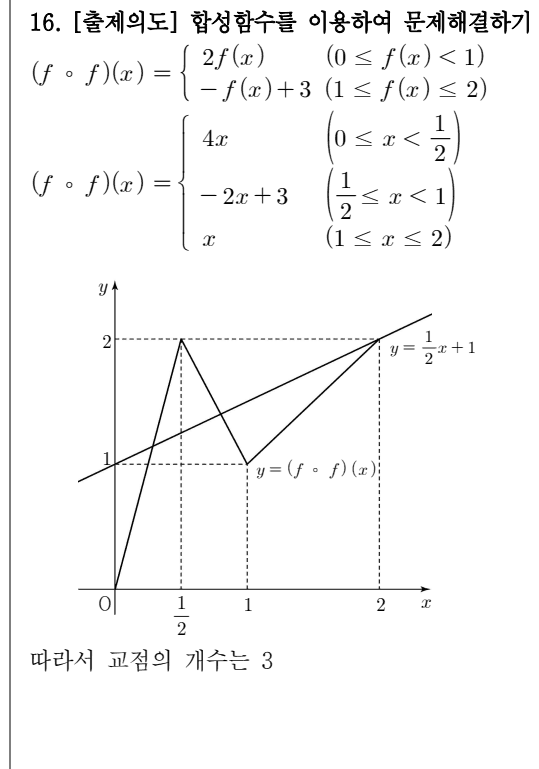 16. [출제의도] 합성함수를 이용하여 문제해결하기
(f ∘ f)(x) = { 2f(x) (0 ≤ f(x) < 1)
−f(x)+3 (1 ≤ f(x) ≤ 2)
(f ∘ f)(x) = { 4x (0 ≤ x < 1/2)
−2x+3 (1/2 ≤ x < 1)
x (1 ≤ x ≤ 2)
y
2
y = 1/2 x + 1
1
y = (f ∘ f)(x)
O 1/2 1 2 x
따라서 교점의 개수는 3